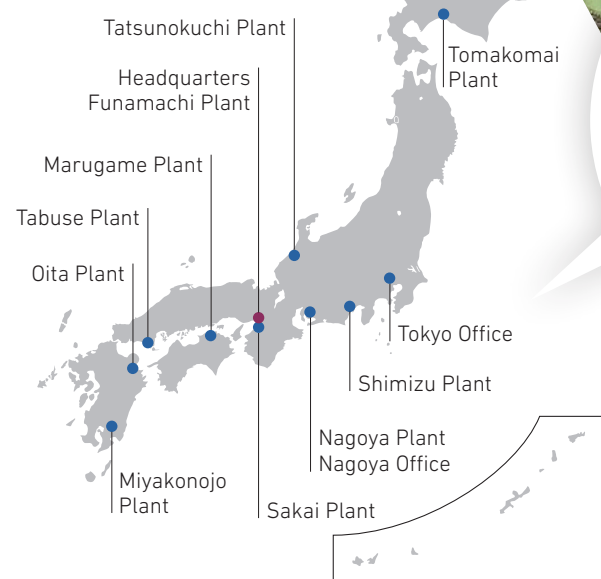 Tatsunokuchi Plant
Tomakomai
Plant
Headquarters
Funamachi Plant
Marugame Plant
Tabuse Plant
Oita Plant
Tokyo Office
Shimizu Plant
Nagoya Plant
Nagoya Office
Miyakonojo
Plant
Sakai Plant